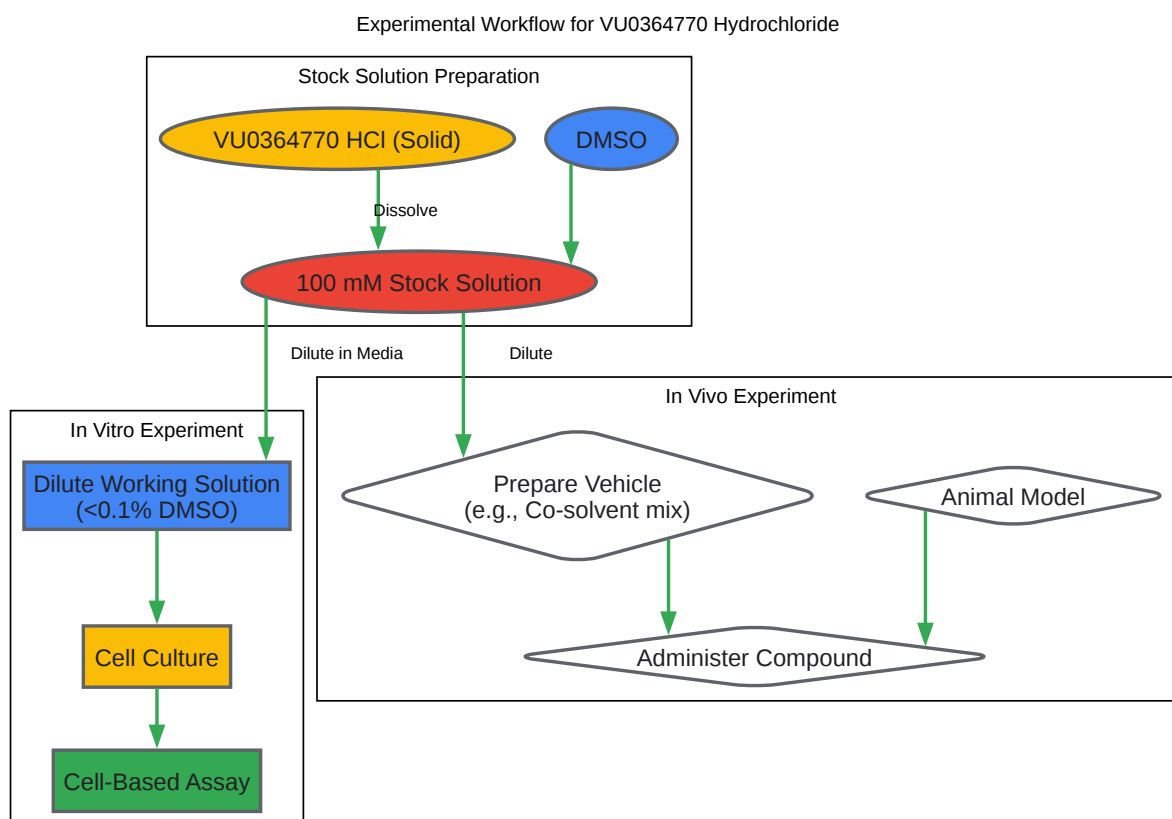 Experimental Workflow for VU0364770 Hydrochloride
Stock Solution Preparation
VU0364770 HCl (Solid)
DMSO
Dissolve
100 mM Stock Solution
Dilute in Media
Dilute
In Vitro Experiment
Dilute Working Solution
(<0.1% DMSO)
Cell Culture
Cell-Based Assay
In Vivo Experiment
Prepare Vehicle
(e.g., Co-solvent mix)
Animal Model
Administer Compound